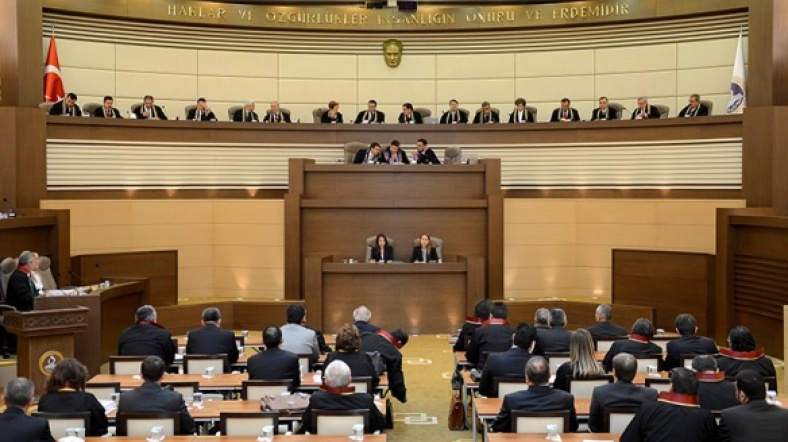 HAKLAR VE ÖZGÜRLÜKLER İNSANLIĞIN ONURU VE ERDEMİDİR